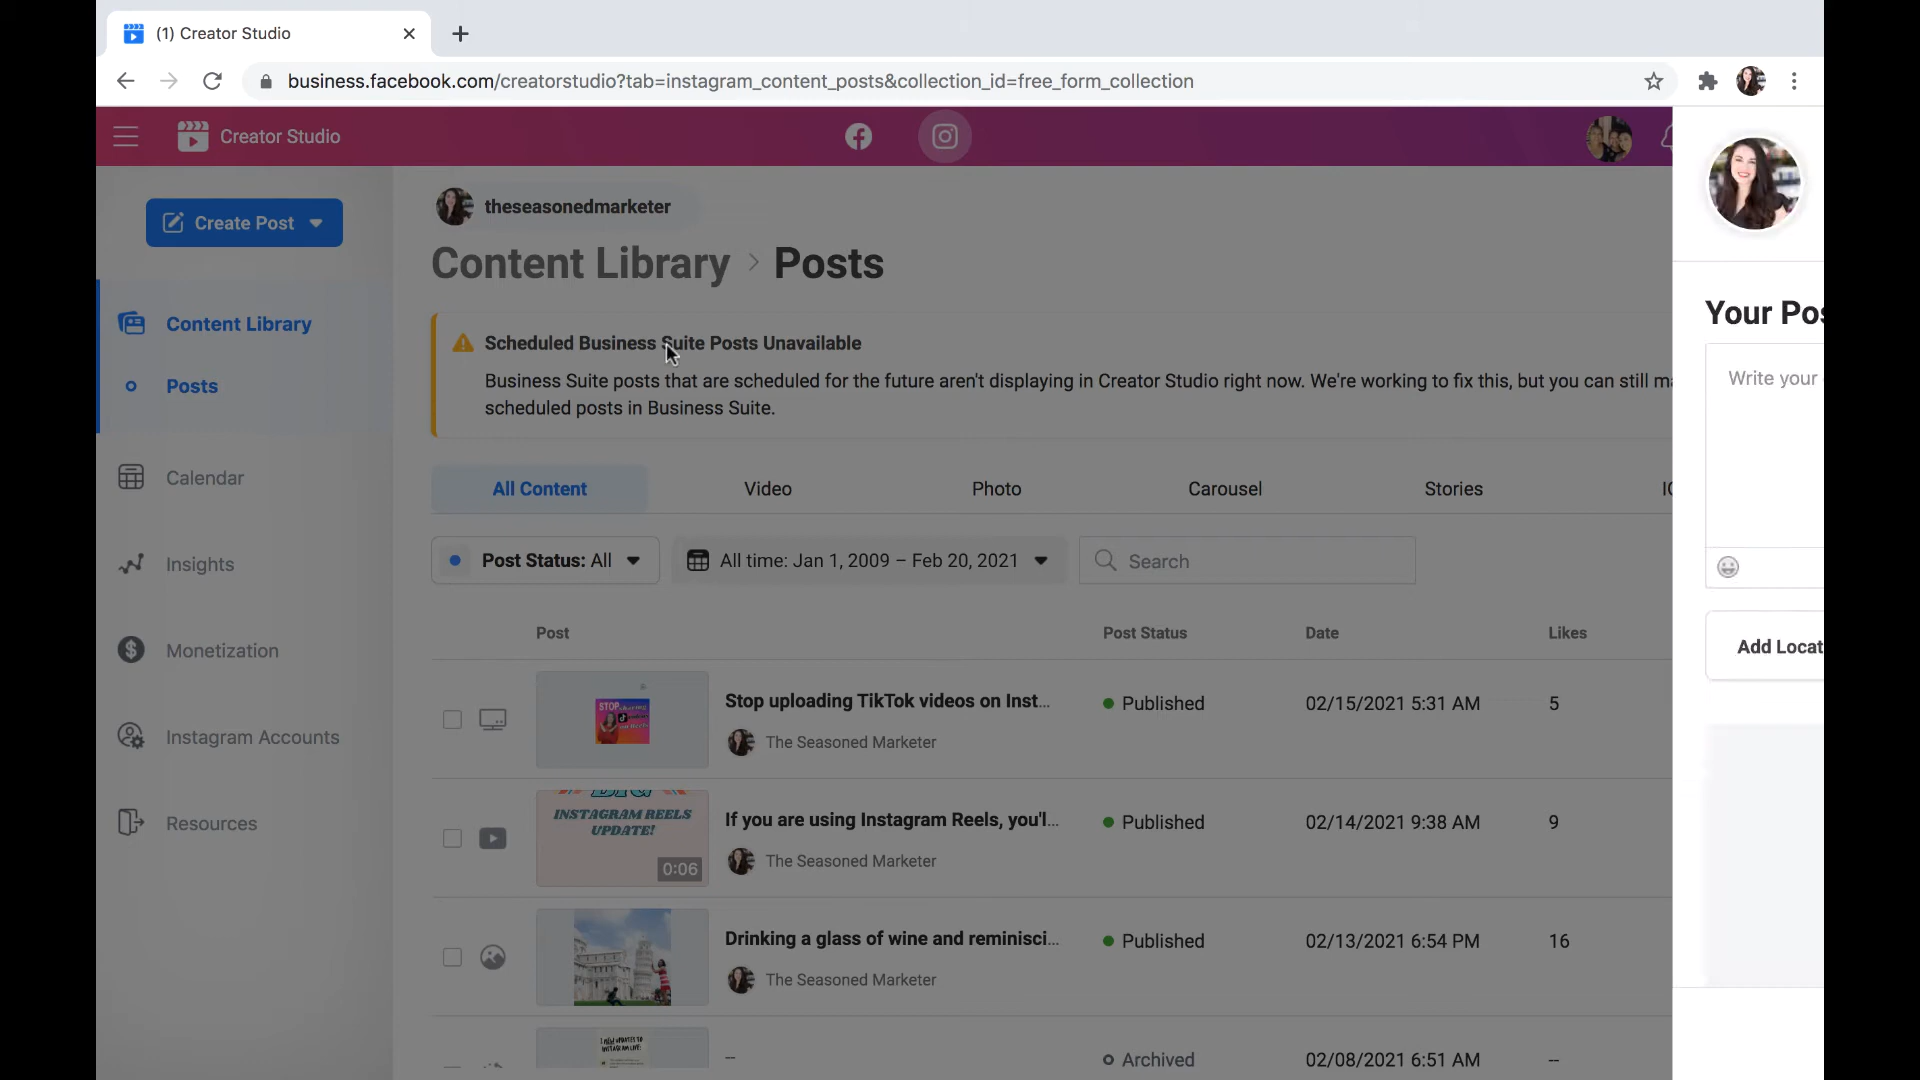 (1) Creator Studio
business.facebook.com/creatorstudio?tab=instagram_content_posts&collection_id=free_form_collection
Creator Studio
Create Post
theseasonedmarketer
Content Library > Posts
Content Library
Posts
Calendar
Insights
Monetization
Instagram Accounts
Resources
Scheduled Business Suite Posts Unavailable
Business Suite posts that are scheduled for the future aren't displaying in Creator Studio right now. We're working to fix this, but you can still ma
scheduled posts in Business Suite.
All Content Video Photo Carousel Stories IG
Post Status: All All time: Jan 1, 2009 – Feb 20, 2021 Search
Post Post Status Date Likes
STOP
Stop uploading TikTok videos on Inst... Published 02/15/2021 5:31 AM 5
The Seasoned Marketer
INSTAGRAM REELS
UPDATE!
0:06
If you are using Instagram Reels, you'l... Published 02/14/2021 9:38 AM 9
The Seasoned Marketer
Drinking a glass of wine and reminisci... Published 02/13/2021 6:54 PM 16
The Seasoned Marketer
-- Archived 02/08/2021 6:51 AM --
Your Pos
Write your
Add Locat